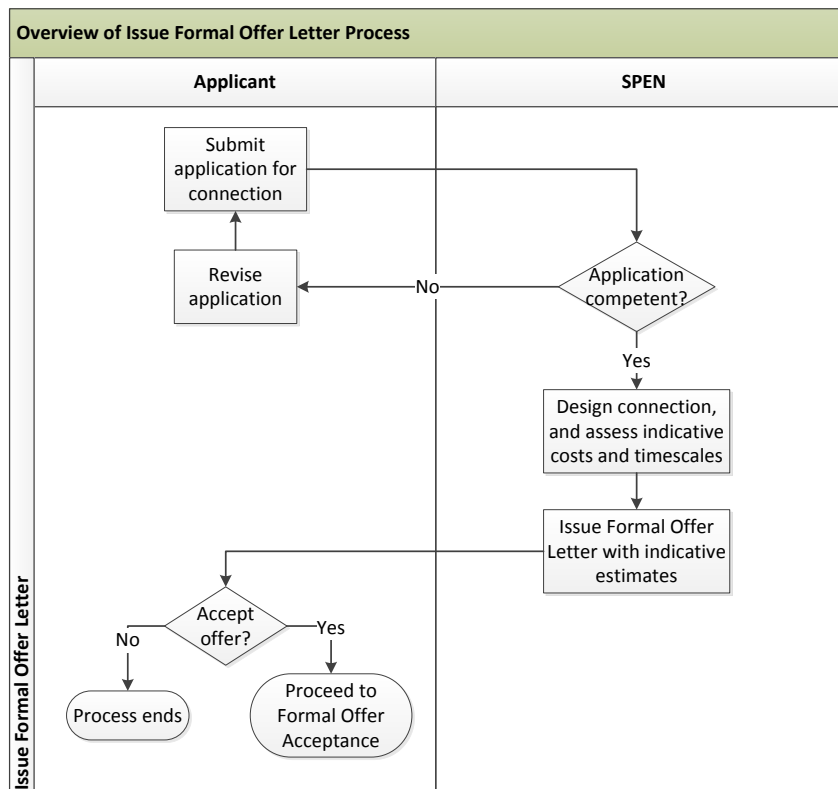 Overview of Issue Formal Offer Letter Process
Applicant
SPEN
Issue Formal Offer Letter
Submit
application for
connection
Revise
application
No
Application
competent?
Yes
Design connection,
and assess indicative
costs and timescales
Issue Formal Offer
Letter with indicative
estimates
Accept
offer?
No
Yes
Process ends
Proceed to
Formal Offer
Acceptance